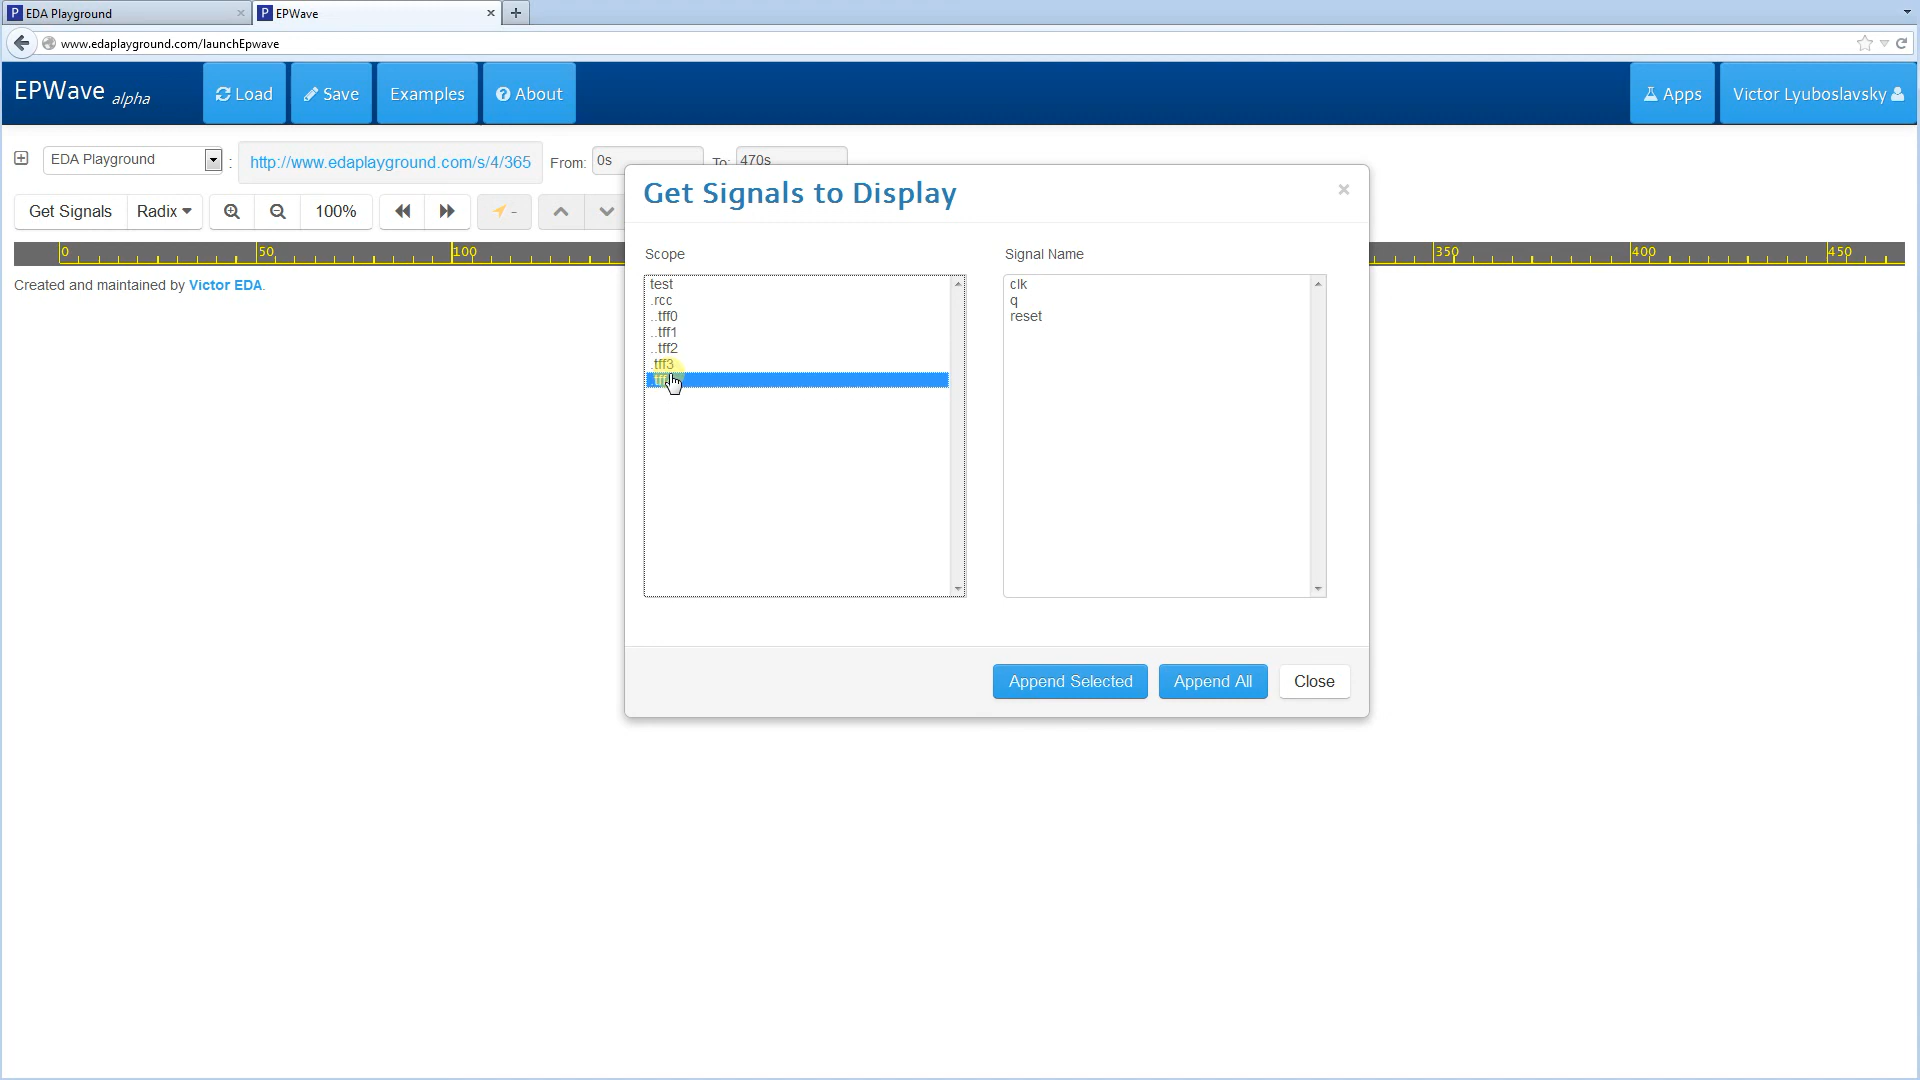 EDA Playground
EPWave
www.edaplayground.com/launchEpwave
EPWave alpha
Load
Save
Examples
About
Apps
Victor Lyuboslavsky
EDA Playground : http://www.edaplayground.com/s/4/365 From: 0s To: 470s
Get Signals
Radix
100%
-
0 50 100 350 400 450
Created and maintained by Victor EDA.
Get Signals to Display
×
Scope
test
.rcc
..tff0
..tff1
..tff2
.tff3
Signal Name
clk
q
reset
Append Selected
Append All
Close